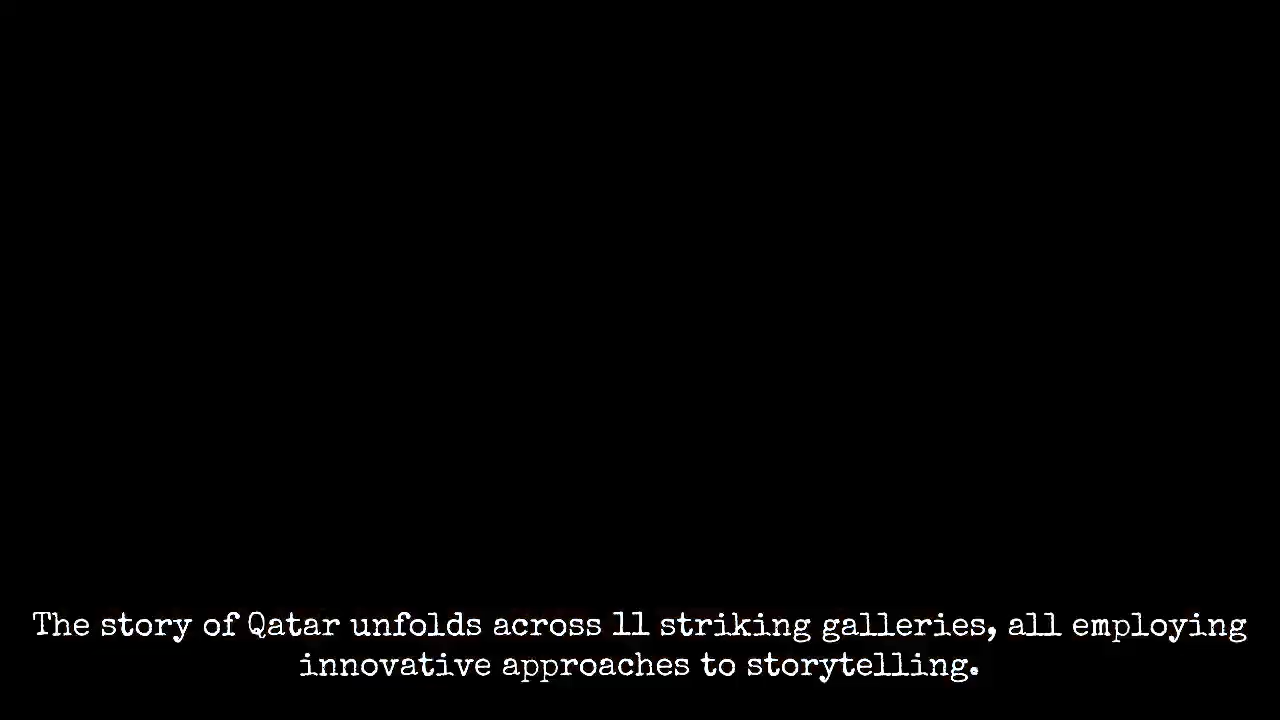 The story of Qatar unfolds across 11 striking galleries, all employing
innovative approaches to storytelling.